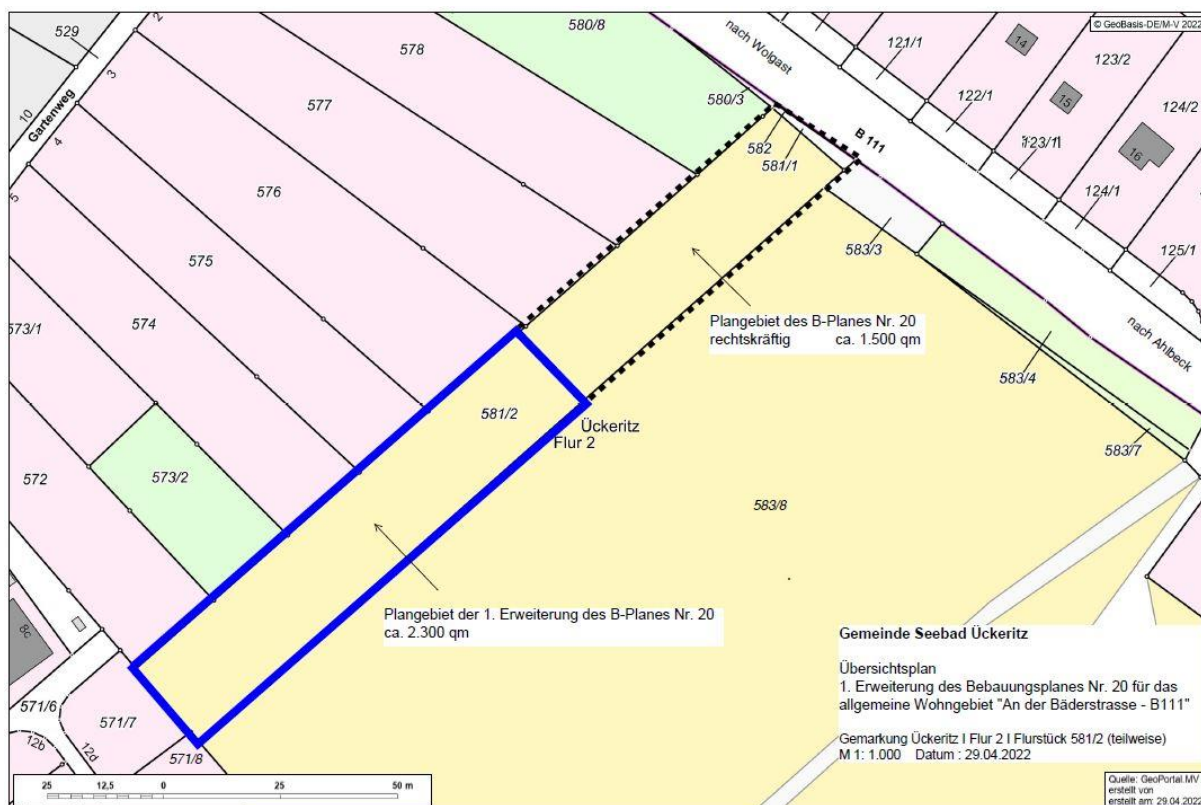 © GeoBasis-DE/M-V 2022
529
2
580/8
578
nach Wolgast
121/1
14
123/2
3
577
122/1
15
124/2
10
Gartenweg
4
580/3
582
B 111
581/1
123/1
16
5
576
124/1
583/3
125/1
575
573/1
574
Plangebiet des B-Planes Nr. 20
rechtskräftig ca. 1.500 qm
nach Ahlbeck
583/4
581/2
Ückeritz
Flur 2
583/7
572
573/2
583/8
Plangebiet der 1. Erweiterung des B-Planes Nr. 20
ca. 2.300 qm
8c
571/6
571/7
12b
12d
571/8
Gemeinde Seebad Ückeritz
Übersichtsplan
1. Erweiterung des Bebauungsplanes Nr. 20 für das
allgemeine Wohngebiet "An der Bäderstrasse - B111"
Gemarkung Ückeritz I Flur 2 I Flurstück 581/2 (teilweise)
M 1: 1.000 Datum : 29.04.2022
25 12,5 0 25 50 m
Quelle: GeoPortal.MV
erstellt von
erstellt am: 29.04.2022